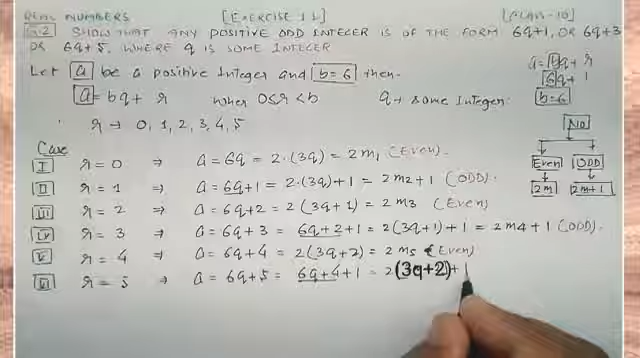 REAL NUMBERS [EXERCISE 1.1] [CLASS-10]
Q.2 SHOW THAT ANY POSITIVE ODD INTEGER IS OF THE FORM 6q+1, OR 6q+3
OR 6q+5, WHERE q IS SOME INTEGER
Let a be a positive Integer and b=6 then.
a=bq+r
6q+1
b=6
a=bq+r when 0≤r<b q→ some Integer.
r→ 0,1,2,3,4,5
No
Even ODD
2m 2m+1
Case
I r=0 ⇒ a=6q = 2·(3q) = 2m1 (Even).
II r=1 ⇒ a=6q+1 = 2·(3q)+1 = 2m2+1 (ODD).
III r=2 ⇒ a=6q+2 = 2(3q+1) = 2m3 (Even)
IV r=3 ⇒ a=6q+3 = 6q+2+1 = 2(3q+1)+1 = 2m4+1 (ODD).
V r=4 ⇒ a=6q+4 = 2(3q+2) = 2m5 (Even)
VI r=5 ⇒ a=6q+5 = 6q+4+1 = 2(3q+2)+1